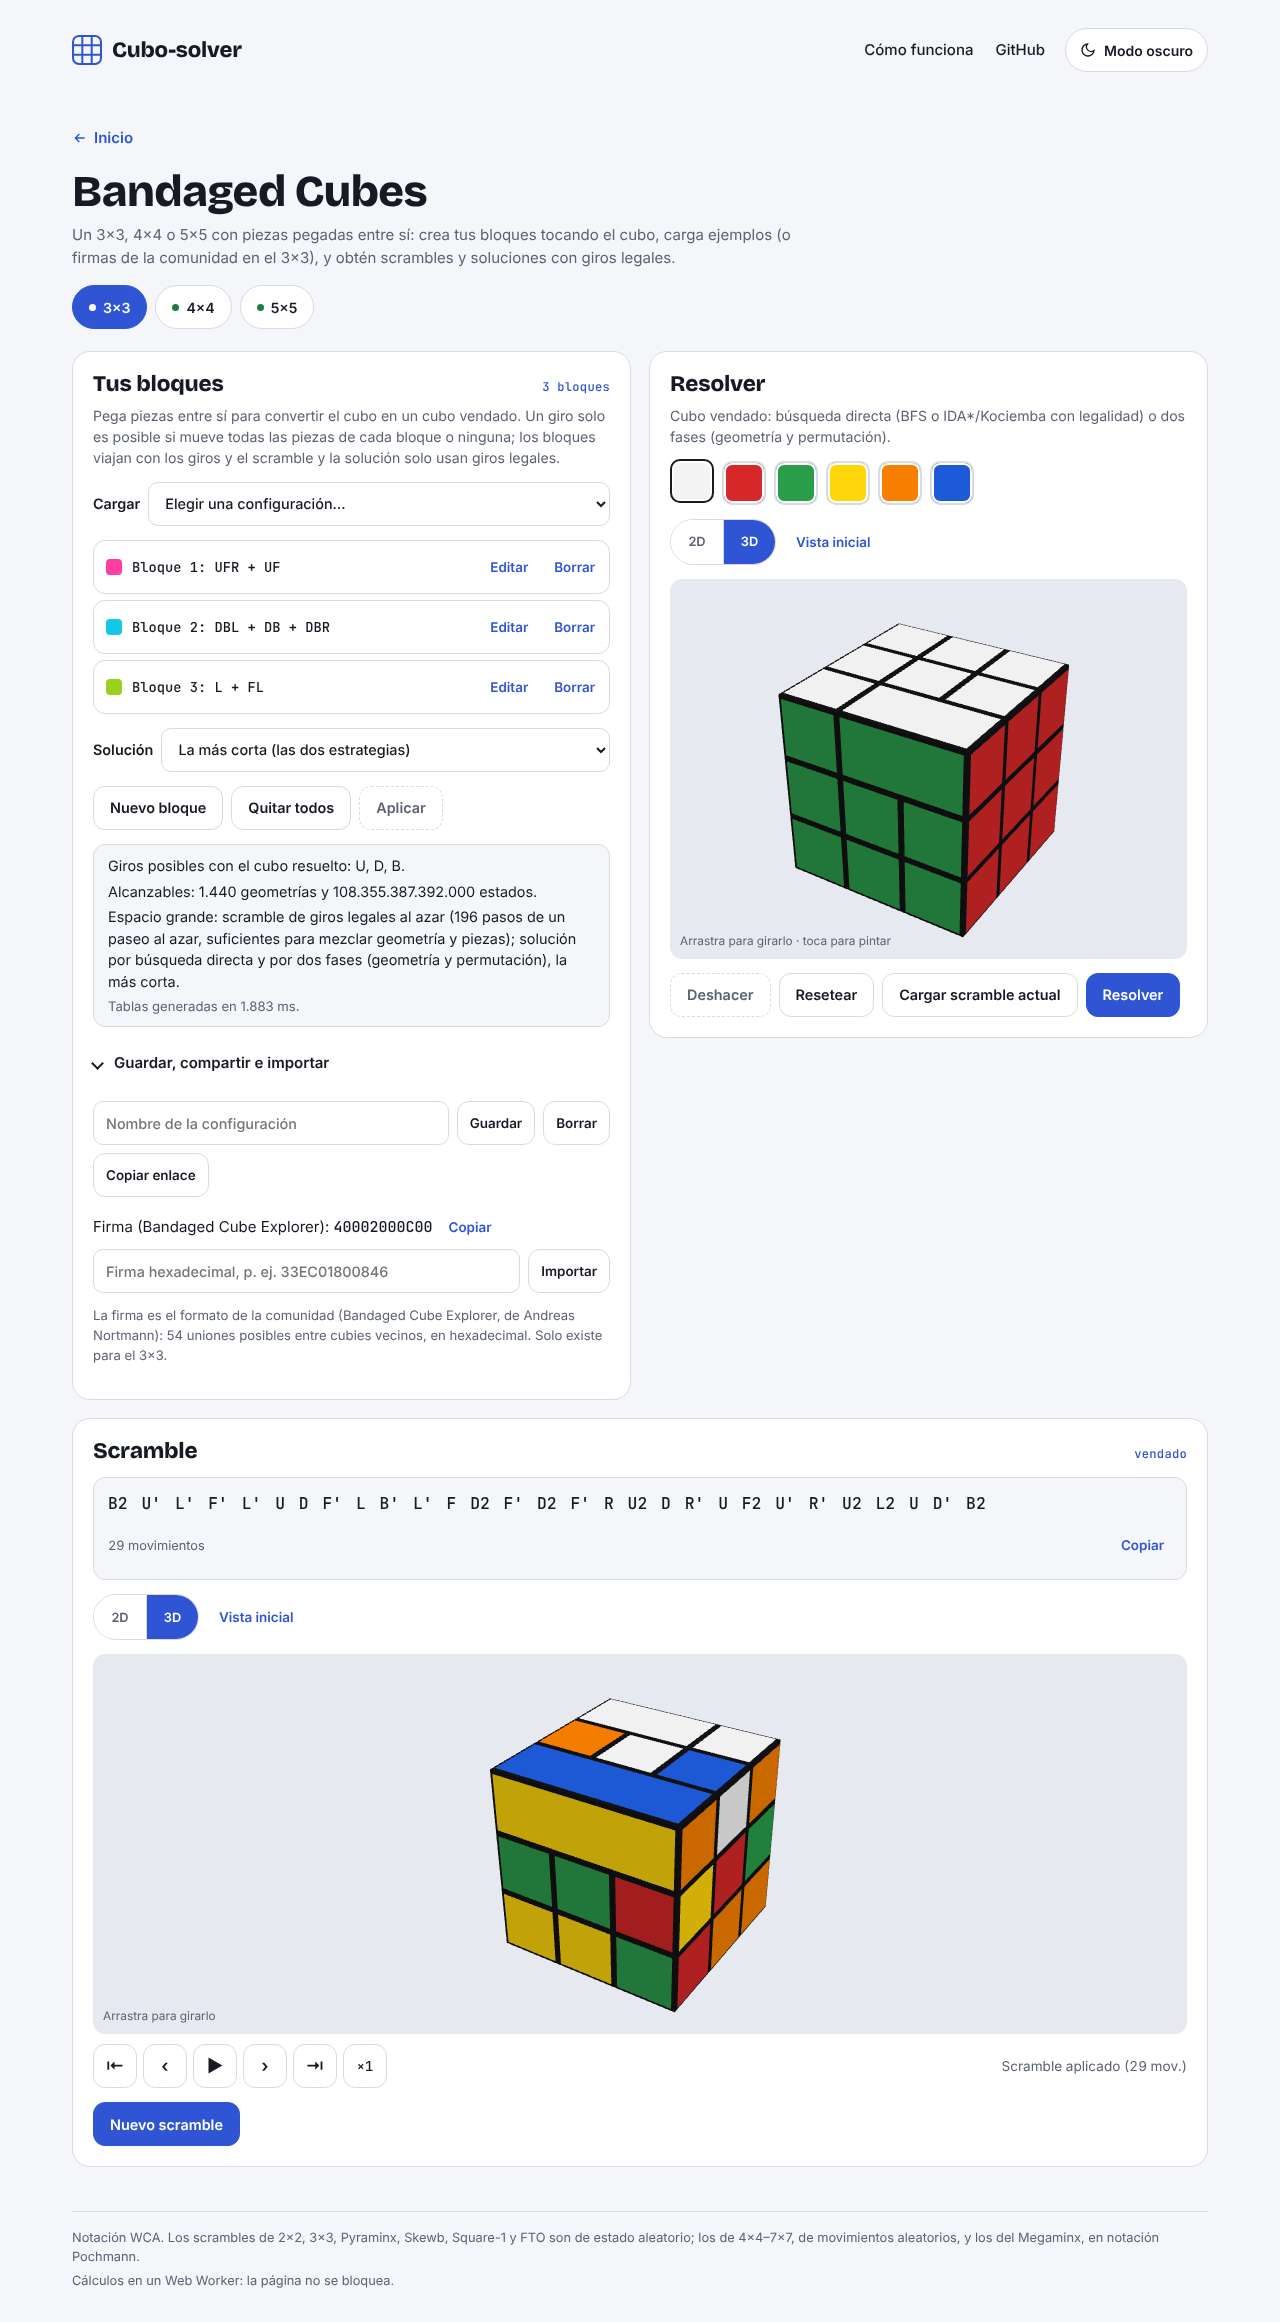 Cubo-solver
Cómo funciona
GitHub
Modo oscuro
← Inicio
Bandaged Cubes
Un 3×3, 4×4 o 5×5 con piezas pegadas entre sí: crea tus bloques tocando el cubo, carga ejemplos (o
firmas de la comunidad en el 3×3), y obtén scrambles y soluciones con giros legales.
3×3
4×4
5×5
Tus bloques
3 bloques
Pega piezas entre sí para convertir el cubo en un cubo vendado. Un giro solo
es posible si mueve todas las piezas de cada bloque o ninguna; los bloques
viajan con los giros y el scramble y la solución solo usan giros legales.
Cargar
Elegir una configuración...
Bloque 1: UFR + UF
Editar
Borrar
Bloque 2: DBL + DB + DBR
Editar
Borrar
Bloque 3: L + FL
Editar
Borrar
Solución
La más corta (las dos estrategias)
Nuevo bloque
Quitar todos
Aplicar
Giros posibles con el cubo resuelto: U, D, B.
Alcanzables: 1.440 geometrías y 108.355.387.392.000 estados.
Espacio grande: scramble de giros legales al azar (196 pasos de un
paseo al azar, suficientes para mezclar geometría y piezas); solución
por búsqueda directa y por dos fases (geometría y permutación), la
más corta.
Tablas generadas en 1.883 ms.
Guardar, compartir e importar
Nombre de la configuración
Guardar
Borrar
Copiar enlace
Firma (Bandaged Cube Explorer): 40002000C00
Copiar
Firma hexadecimal, p. ej. 33EC01800846
Importar
La firma es el formato de la comunidad (Bandaged Cube Explorer, de Andreas
Nortmann): 54 uniones posibles entre cubies vecinos, en hexadecimal. Solo existe
para el 3×3.
Resolver
Cubo vendado: búsqueda directa (BFS o IDA*/Kociemba con legalidad) o dos
fases (geometría y permutación).
2D
3D
Vista inicial
Arrastra para girarlo · toca para pintar
Deshacer
Resetear
Cargar scramble actual
Resolver
Scramble
vendado
B2 U' L' F' L' U D F' L B' L' F D2 F' D2 F' R U2 D R' U F2 U' R' U2 L2 U D' B2
29 movimientos
Copiar
2D
3D
Vista inicial
Arrastra para girarlo
×1
Scramble aplicado (29 mov.)
Nuevo scramble
Notación WCA. Los scrambles de 2×2, 3×3, Pyraminx, Skewb, Square-1 y FTO son de estado aleatorio; los de 4×4–7×7, de movimientos aleatorios, y los del Megaminx, en notación
Pochmann.
Cálculos en un Web Worker: la página no se bloquea.